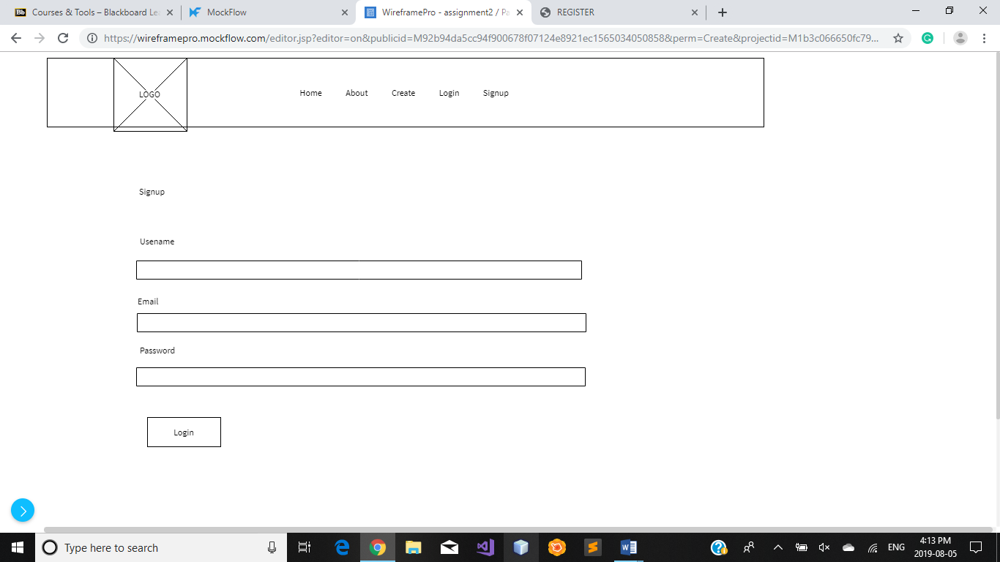 Courses & Tools – Blackboard Le
MockFlow
WireframePro - assignment2 / Pa
REGISTER
https://wireframepro.mockflow.com/editor.jsp?editor=on&publicid=M92b94da5cc94f900678f07124e8921ec1565034050858&perm=Create&projectid=M1b3c066650fc79...
LOGO
Home About Create Login Signup
Signup
Usename
Email
Password
Login
Type here to search
ENG
4:13 PM
2019-08-05